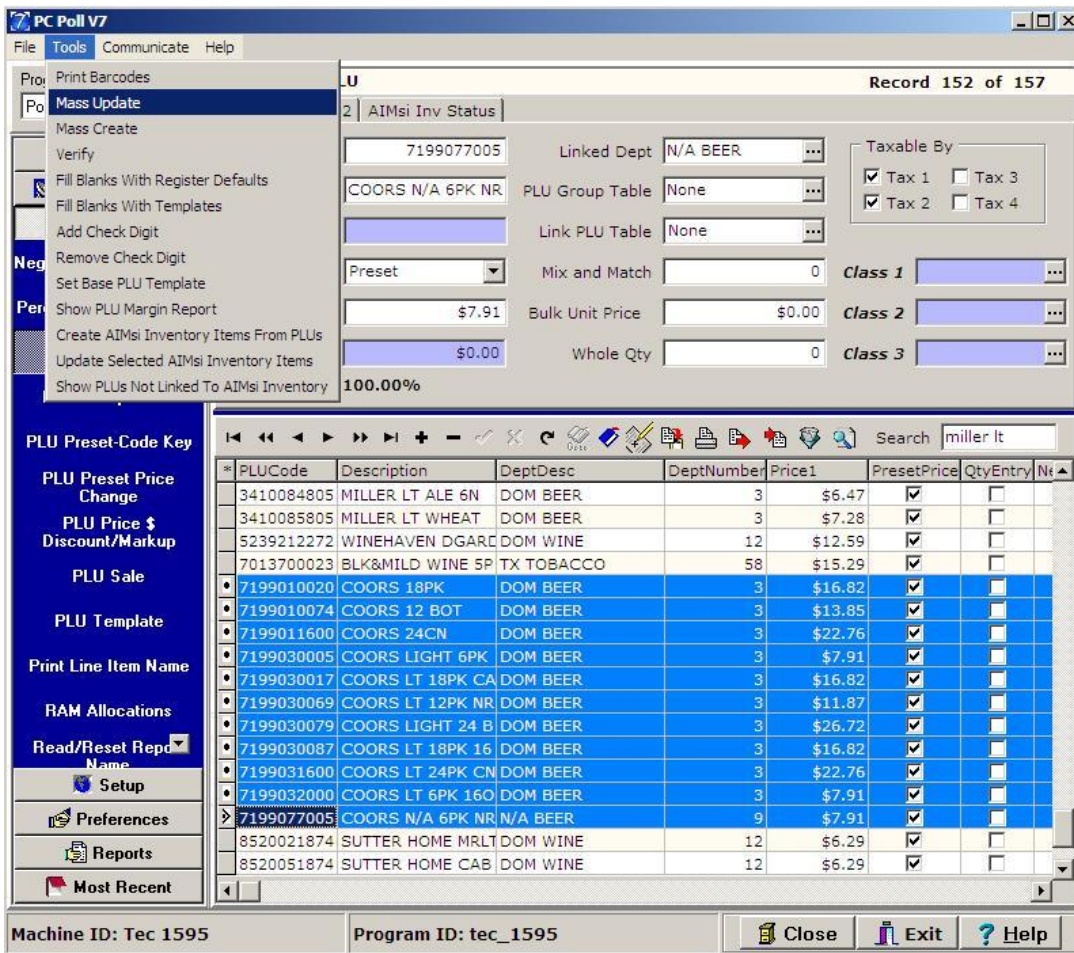 PC Poll V7
File Tools Communicate Help
Print Barcodes
Mass Update
Mass Create
Verify
Fill Blanks With Register Defaults
Fill Blanks With Templates
Add Check Digit
Remove Check Digit
Set Base PLU Template
Show PLU Margin Report
Create AIMsi Inventory Items From PLUs
Update Selected AIMsi Inventory Items
Show PLUs Not Linked To AIMsi Inventory
LU Record 152 of 157
2 AIMsi Inv Status
7199077005 Linked Dept N/A BEER ... Taxable By
Tax 1 Tax 3
COORS N/A 6PK NR PLU Group Table None ... Tax 2 Tax 4
Link PLU Table None ...
Preset Mix and Match 0 Class 1 ...
$7.91 Bulk Unit Price $0.00 Class 2 ...
$0.00 Whole Qty 0 Class 3 ...
100.00%
Neg
PLU Preset-Code Key
PLU Preset Price
Change
PLU Price $
Discount/Markup
PLU Sale
PLU Template
Print Line Item Name
RAM Allocations
Read/Reset Repo
Name
Setup
Preferences
Reports
Most Recent
Search miller lt
* PLUCode Description DeptDesc DeptNumber Price1 PresetPrice QtyEntry Ne
3410084805 MILLER LT ALE 6N DOM BEER 3 $6.47
3410085805 MILLER LT WHEAT DOM BEER 3 $7.28
5239212272 WINEHAVEN DGARD DOM WINE 12 $12.59
7013700023 BLK&MILD WINE 5P TX TOBACCO 58 $15.29
7199010020 COORS 18PK DOM BEER 3 $16.82
7199010074 COORS 12 BOT DOM BEER 3 $13.85
7199011600 COORS 24CN DOM BEER 3 $22.76
7199030005 COORS LIGHT 6PK DOM BEER 3 $7.91
7199030017 COORS LT 18PK CA DOM BEER 3 $16.82
7199030069 COORS LT 12PK NR DOM BEER 3 $11.87
7199030079 COORS LIGHT 24 B DOM BEER 3 $26.72
7199030087 COORS LT 18PK 16 DOM BEER 3 $16.82
7199031600 COORS LT 24PK CN DOM BEER 3 $22.76
7199032000 COORS LT 6PK 16O DOM BEER 3 $7.91
7199077005 COORS N/A 6PK NR N/A BEER 9 $7.91
8520021874 SUTTER HOME MRLT DOM WINE 12 $6.29
8520051874 SUTTER HOME CAB DOM WINE 12 $6.29
Machine ID: Tec 1595 Program ID: tec_1595 Close Exit ? Help